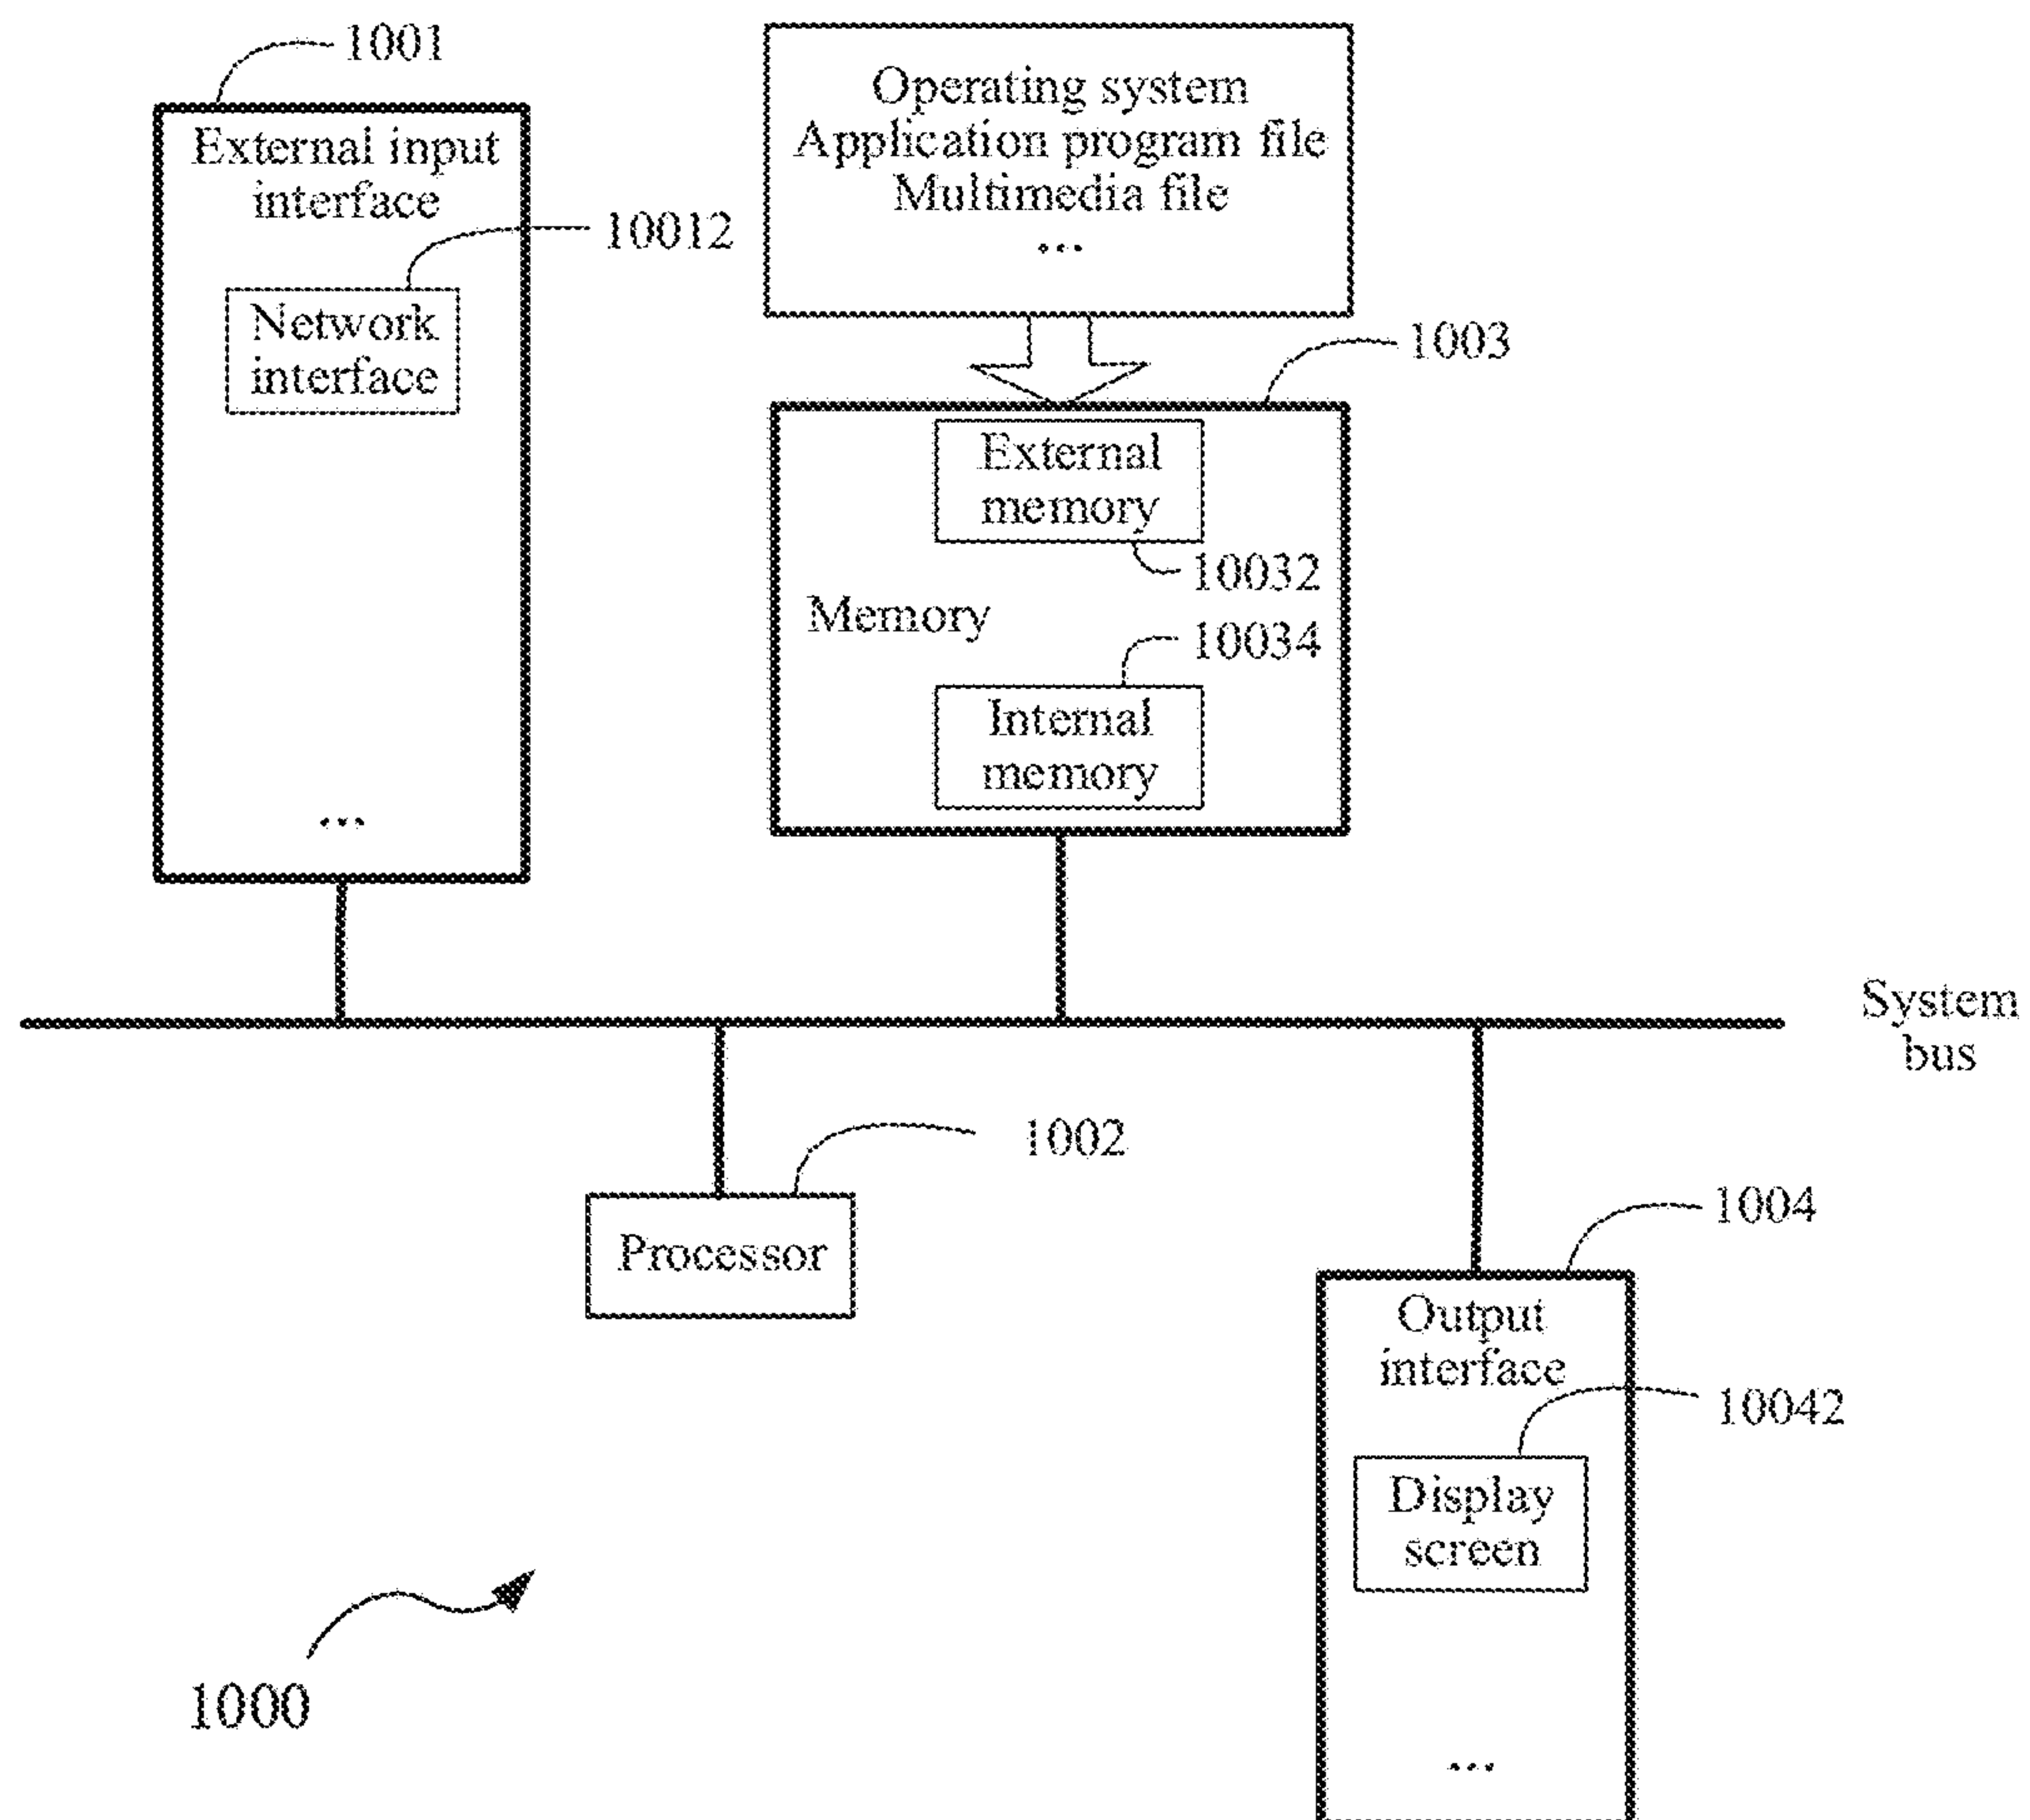 1001
External input
interface
10012
Network
interface
...
Operating system
Application program file
Multimedia file
...
1003
External
memory
10032
Memory
10034
Internal
memory
System
bus
1002
Processor
1004
Output
interface
10042
Display
screen
...
1000